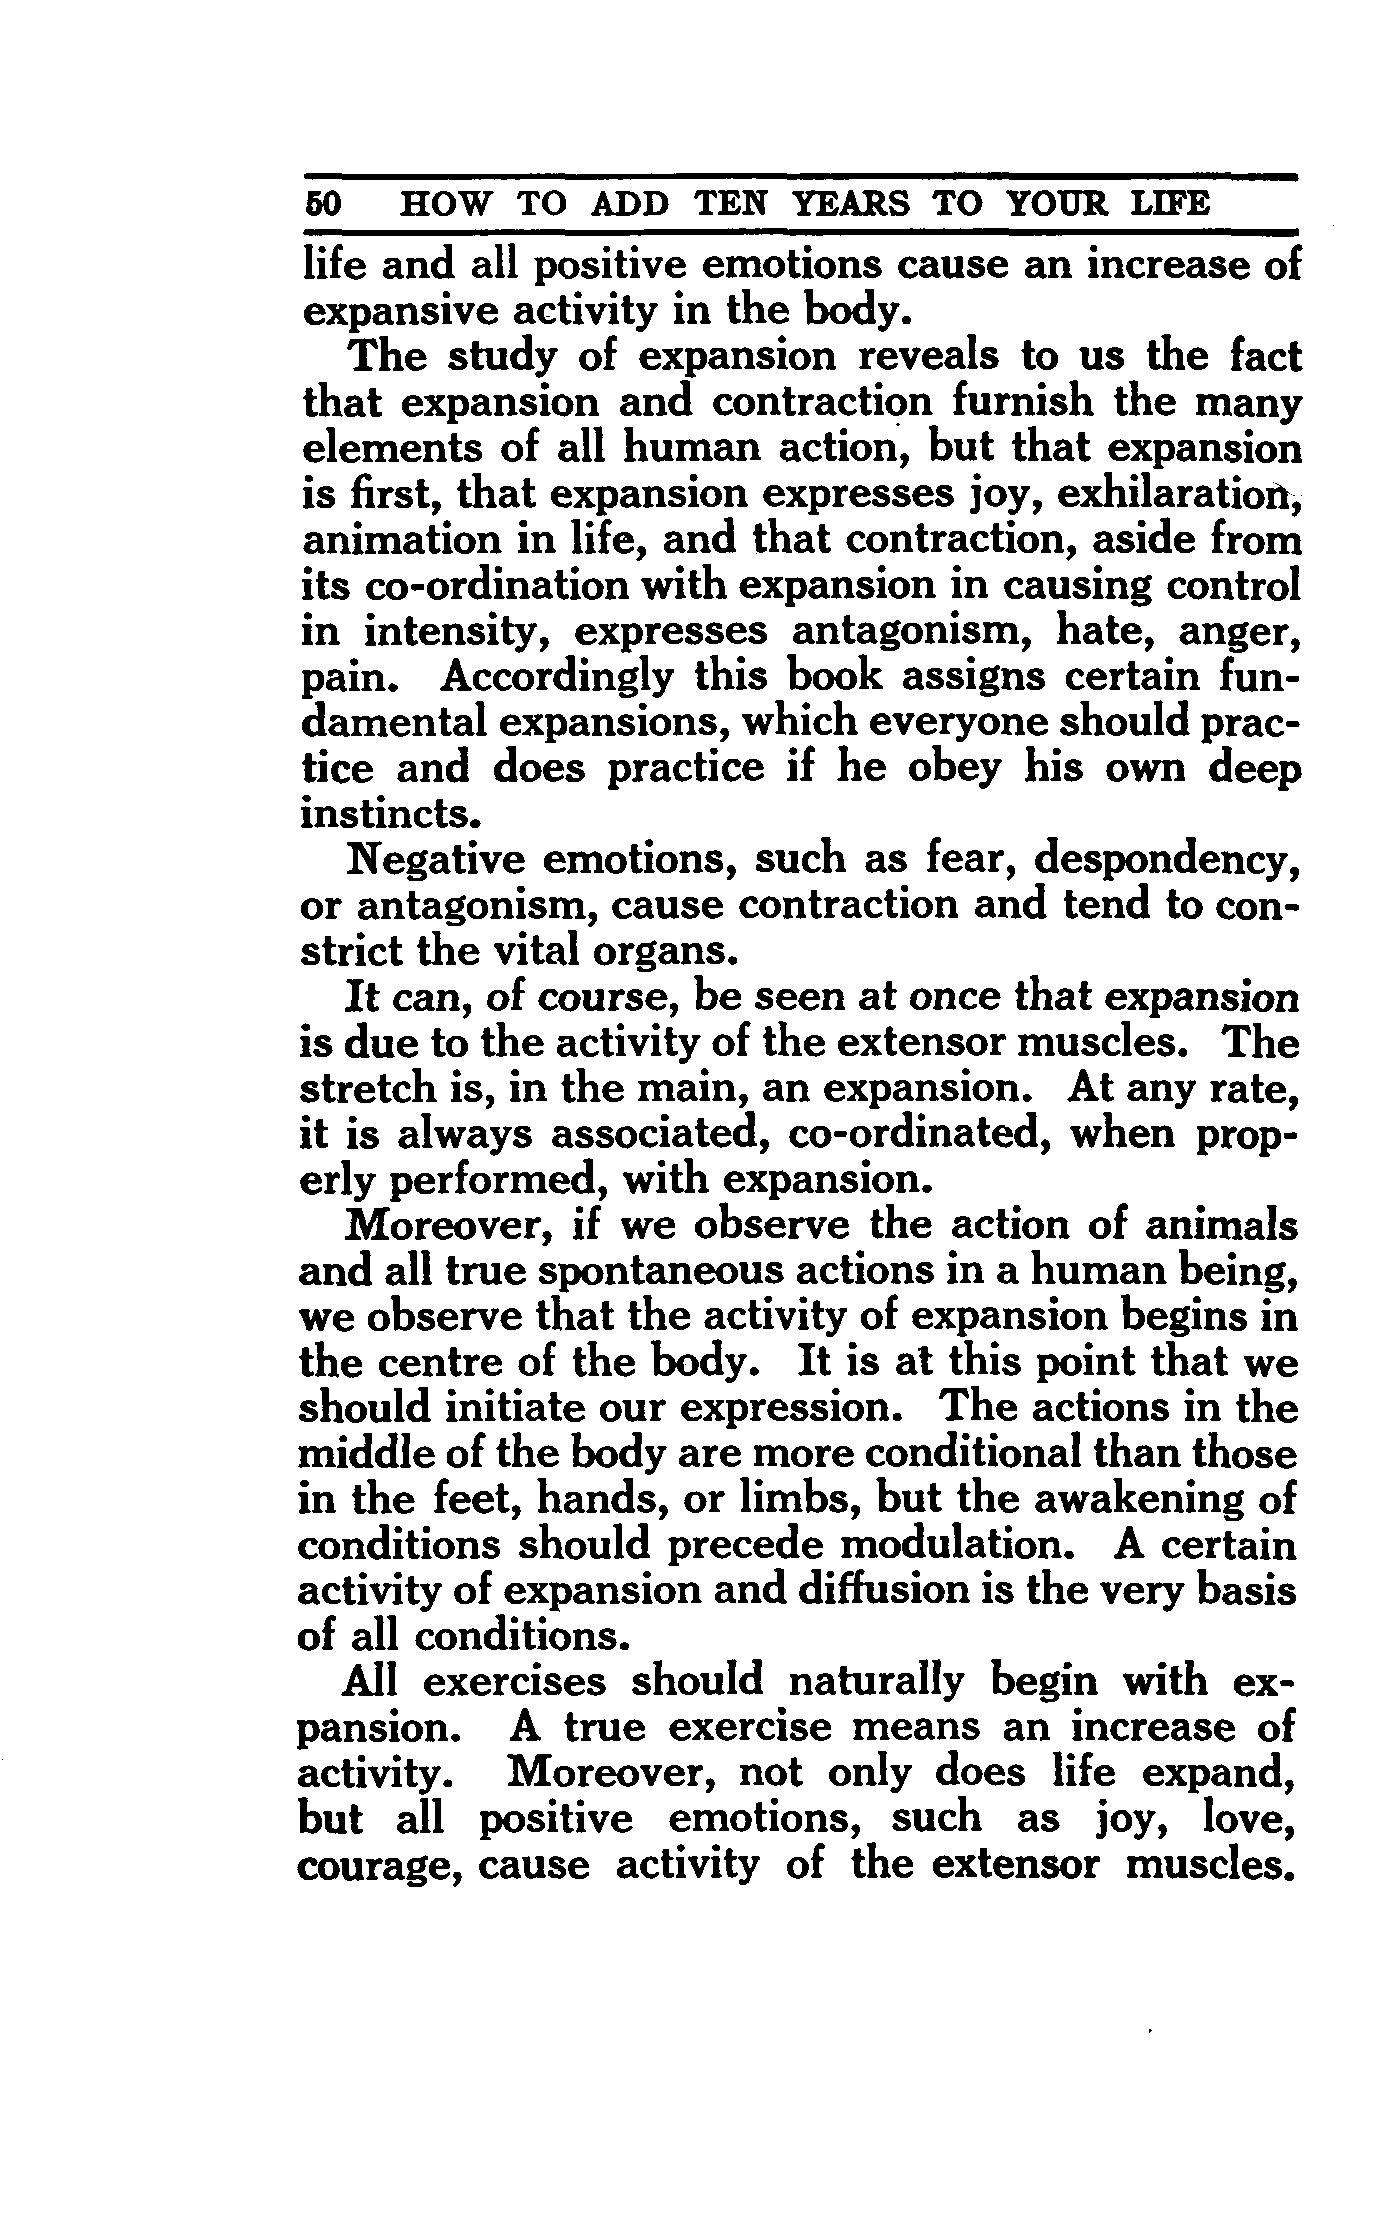 50 HOW TO ADD TEN YEARS TO YOUR LIFE
life and all positive emotions cause an increase of
expansive activity in the body.
The study of expansion reveals to us the fact
that expansion and contraction furnish the many
elements of all human action, but that expansion
is first, that expansion expresses joy, exhilaration,
animation in life, and that contraction, aside from
its co-ordination with expansion in causing control
in intensity, expresses antagonism, hate, anger,
pain. Accordingly this book assigns certain fun-
damental expansions, which everyone should prac-
tice and does practice if he obey his own deep
instincts.
Negative emotions, such as fear, despondency,
or antagonism, cause contraction and tend to con-
strict the vital organs.
It can, of course, be seen at once that expansion
is due to the activity of the extensor muscles. The
stretch is, in the main, an expansion. At any rate,
it is always associated, co-ordinated, when prop-
erly performed, with expansion.
Moreover, if we observe the action of animals
and all true spontaneous actions in a human being,
we observe that the activity of expansion begins in
the centre of the body. It is at this point that we
should initiate our expression. The actions in the
middle of the body are more conditional than those
in the feet, hands, or limbs, but the awakening of
conditions should precede modulation. A certain
activity of expansion and diffusion is the very basis
of all conditions.
All exercises should naturally begin with ex-
pansion. A true exercise means an increase of
activity. Moreover, not only does life expand,
but all positive emotions, such as joy, love,
courage, cause activity of the extensor muscles.